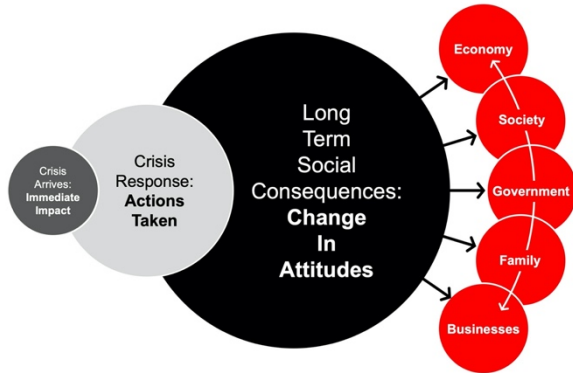 Crisis
Arrives:
Immediate
Impact
Crisis
Response:
Actions
Taken
Long
Term
Social
Consequences:
Change
In
Attitudes
Economy
Society
Government
Family
Businesses